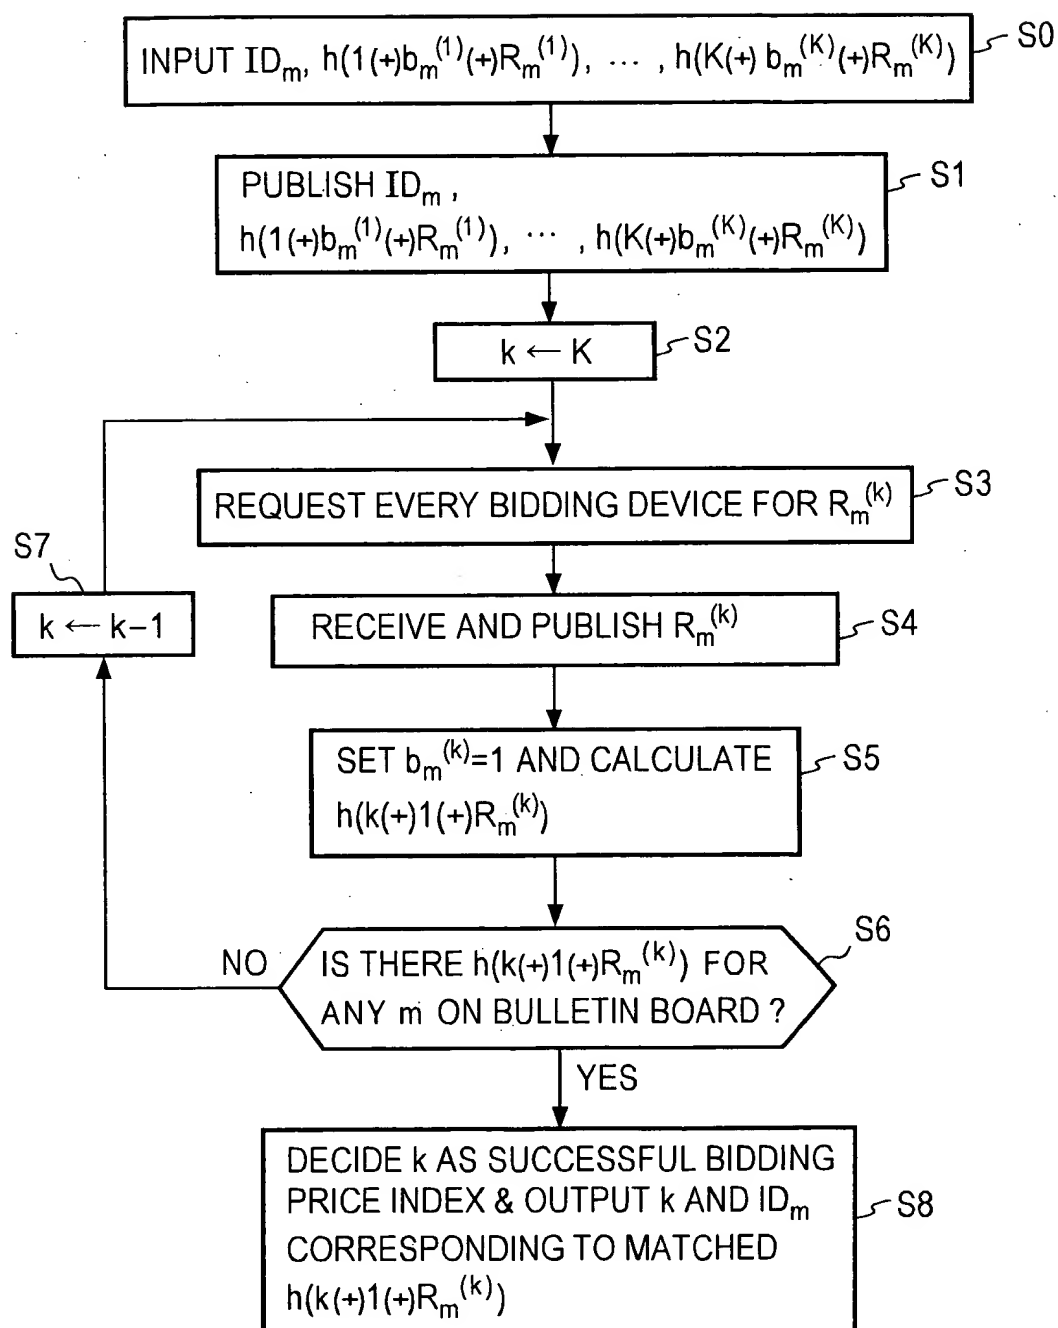 INPUT IDₘ, h(1(+)bₘ⁽¹⁾(+)Rₘ⁽¹⁾), ⋯ , h(K(+) bₘ⁽ᴷ⁾(+)Rₘ⁽ᴷ⁾)
S0
PUBLISH IDₘ ,
h(1(+)bₘ⁽¹⁾(+)Rₘ⁽¹⁾), ⋯ , h(K(+)bₘ⁽ᴷ⁾(+)Rₘ⁽ᴷ⁾)
S1
k ← K
S2
REQUEST EVERY BIDDING DEVICE FOR Rₘ⁽ᵏ⁾
S3
S7
k ← k−1
RECEIVE AND PUBLISH Rₘ⁽ᵏ⁾
S4
SET bₘ⁽ᵏ⁾=1 AND CALCULATE
h(k(+)1(+)Rₘ⁽ᵏ⁾)
S5
NO
IS THERE h(k(+)1(+)Rₘ⁽ᵏ⁾) FOR
ANY m ON BULLETIN BOARD ?
S6
YES
DECIDE k AS SUCCESSFUL BIDDING
PRICE INDEX & OUTPUT k AND IDₘ
CORRESPONDING TO MATCHED
h(k(+)1(+)Rₘ⁽ᵏ⁾)
S8